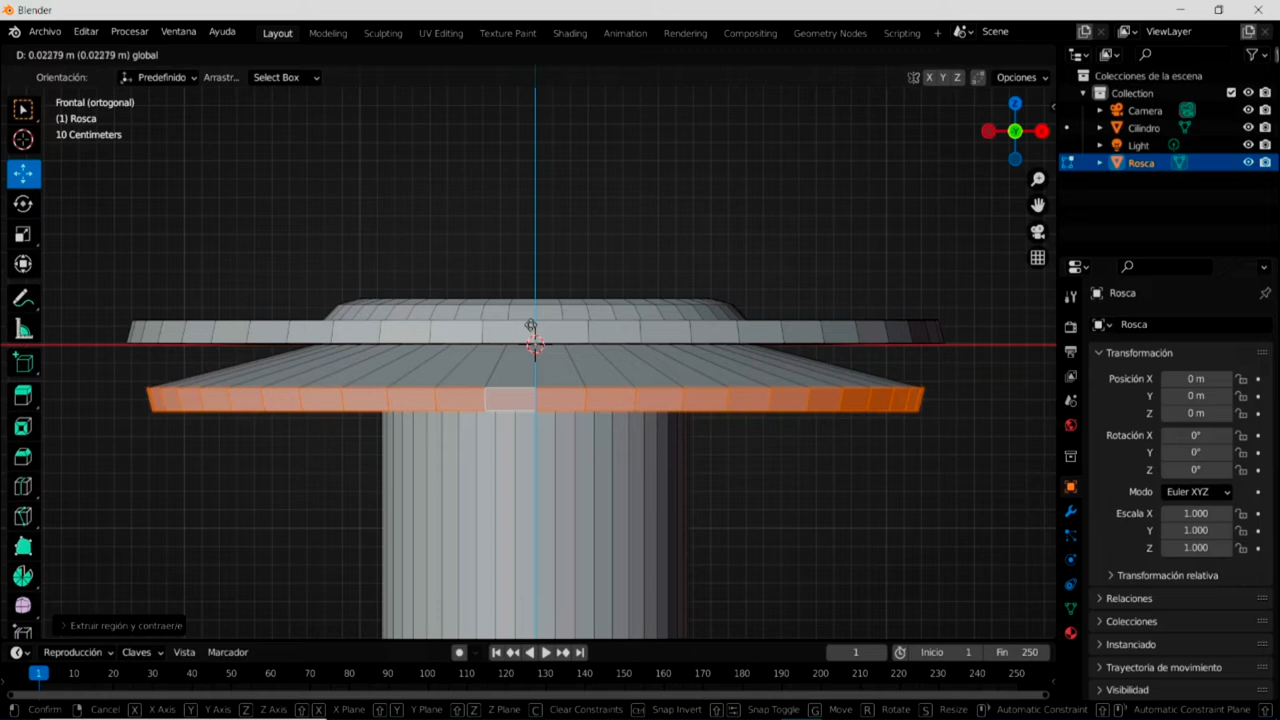 Blender
Archivo Editar Procesar Ventana Ayuda Layout Modeling Sculpting UV Editing Texture Paint Shading Animation Rendering Compositing Geometry Nodes Scripting + Scene ViewLayer
D: 0.02279 m (0.02279 m) global
Orientación: Predefinido Arrastr... Select Box X Y Z Opciones
Colecciones de la escena
Collection
Camera
Cilindro
Light
Rosca
Frontal (ortogonal)
(1) Rosca
10 Centimeters
Z
Y
X
Rosca
Rosca
Transformación
Posición X 0 m
Y 0 m
Z 0 m
Rotación X 0°
Y 0°
Z 0°
Modo Euler XYZ
Escala X 1.000
Y 1.000
Z 1.000
Transformación relativa
Relaciones
Colecciones
Instanciado
Trayectoria de movimiento
Visibilidad
Extruir región y contraer/e
Reproducción Claves Vista Marcador 1 Inicio 1 Fin 250
1 10 20 30 40 50 60 70 80 90 100 110 120 130 140 150 160 170 180 190 200 210 220 230 240 250
Confirm Cancel X X Axis Y Y Axis Z Z Axis X X Plane Y Y Plane Z Z Plane C Clear Constraints Snap Invert Snap Toggle G Move R Rotate S Resize Automatic Constraint Automatic Constraint Plane